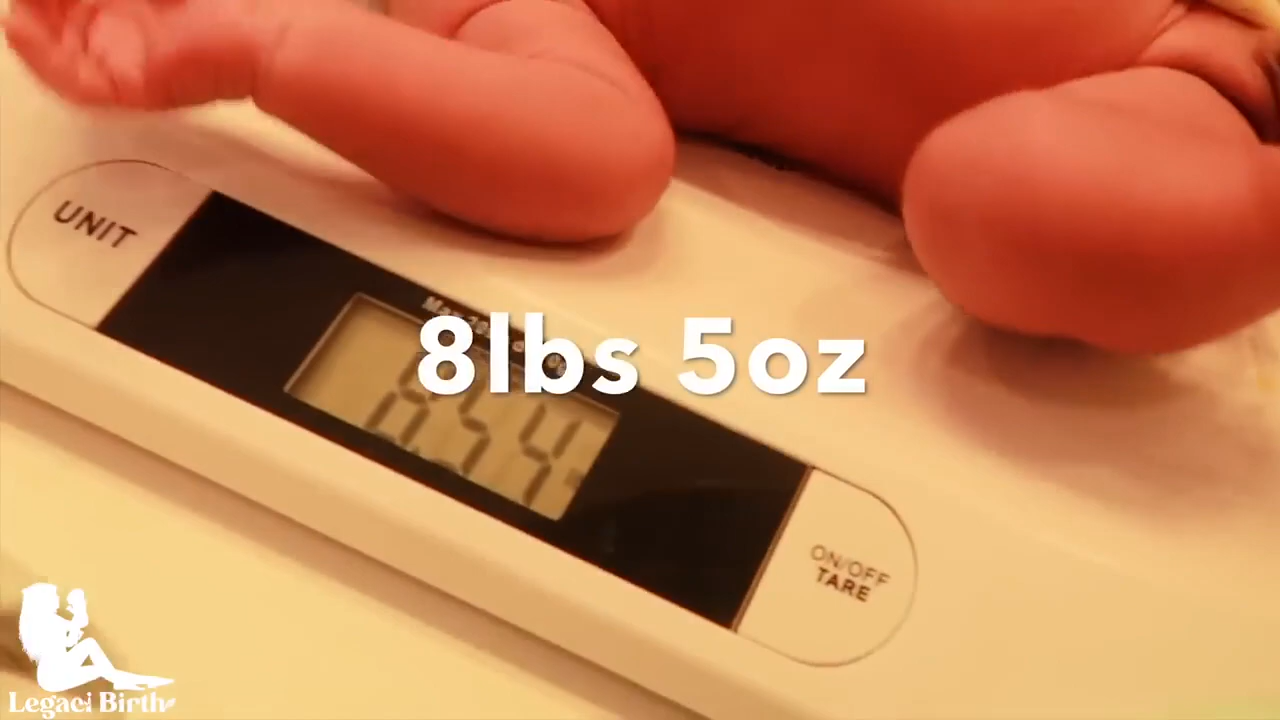 UNIT
8lbs 5oz
ON/OFF
TARE
Legaci Birth